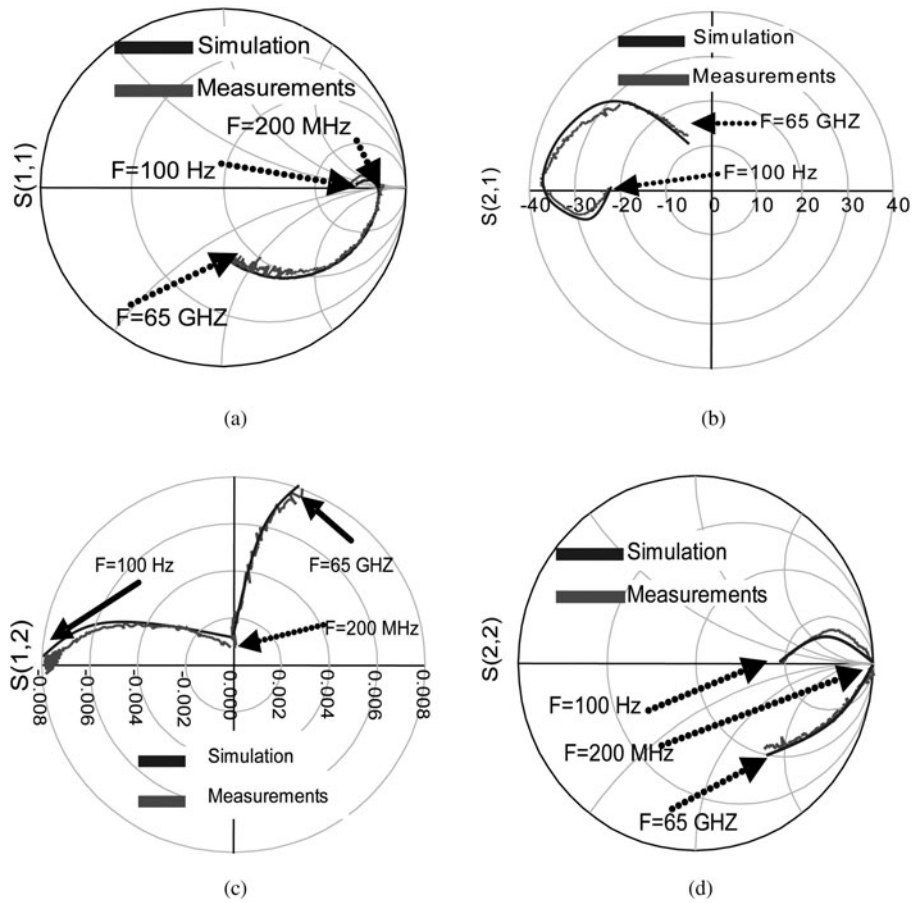 Simulation
Measurements
F=200 MHz
F=100 Hz
F=65 GHZ
S(1,1)
(a)
Simulation
Measurements
F=65 GHZ
F=100 Hz
-40 -30 -20 -10 0 10 20 30 40
S(2,1)
(b)
F=100 Hz
F=65 GHZ
F=200 MHz
S(1,2)
-0.008 -0.006 -0.004 -0.002 0.000 0.002 0.004 0.006 0.008
Simulation
Measurements
(c)
Simulation
Measurements
S(2,2)
F=100 Hz
F=200 MHz
F=65 GHZ
(d)